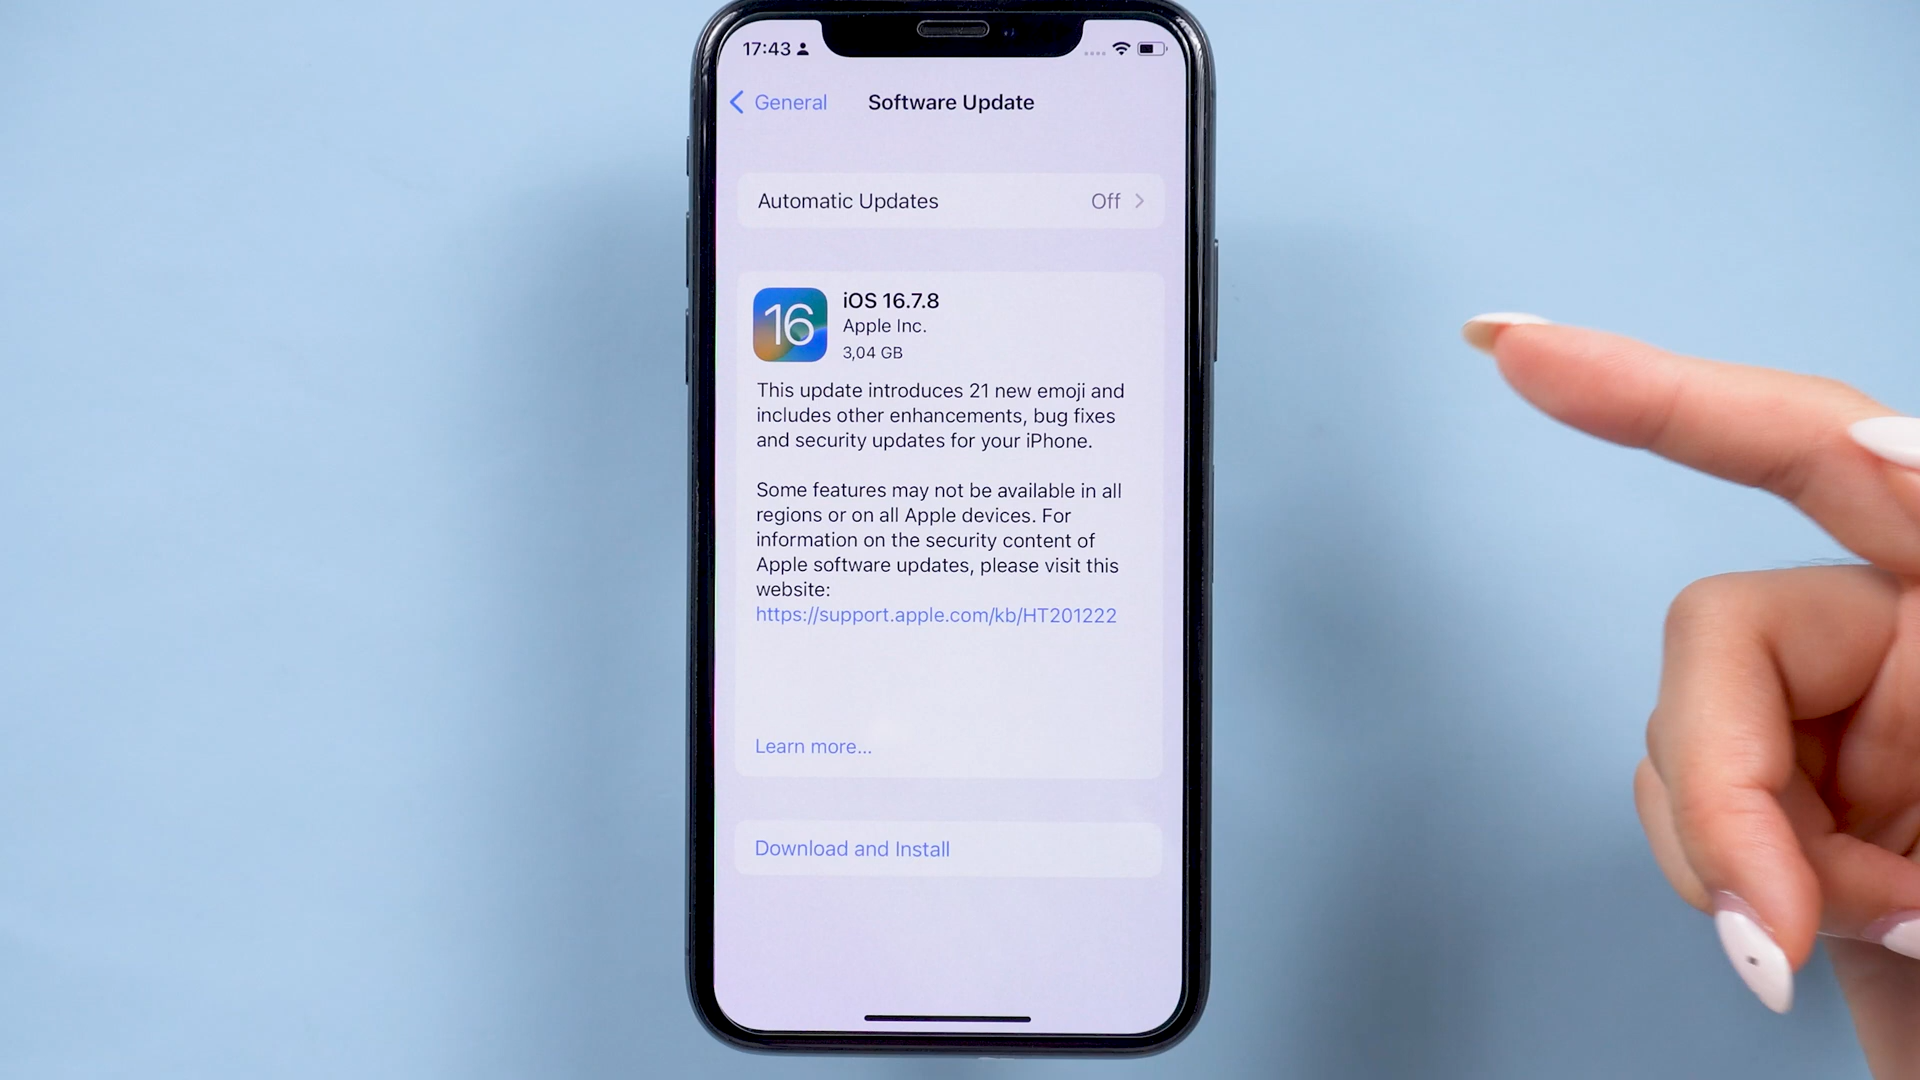 17:43
General
Software Update
Automatic Updates
Off
16
iOS 16.7.8
Apple Inc.
3,04 GB
This update introduces 21 new emoji and
includes other enhancements, bug fixes
and security updates for your iPhone.
Some features may not be available in all
regions or on all Apple devices. For
information on the security content of
Apple software updates, please visit this
website:
https://support.apple.com/kb/HT201222
Learn more...
Download and Install